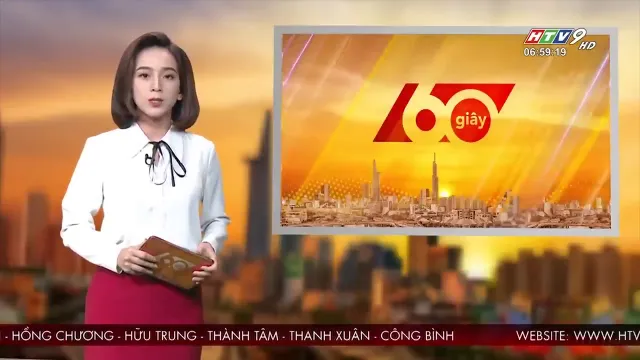 HTV9 HD
06:59:19
60 giây
60
- HỒNG CHƯƠNG - HỮU TRUNG - THÀNH TÂM - THANH XUÂN - CÔNG BÌNH WEBSITE: WWW.HTV